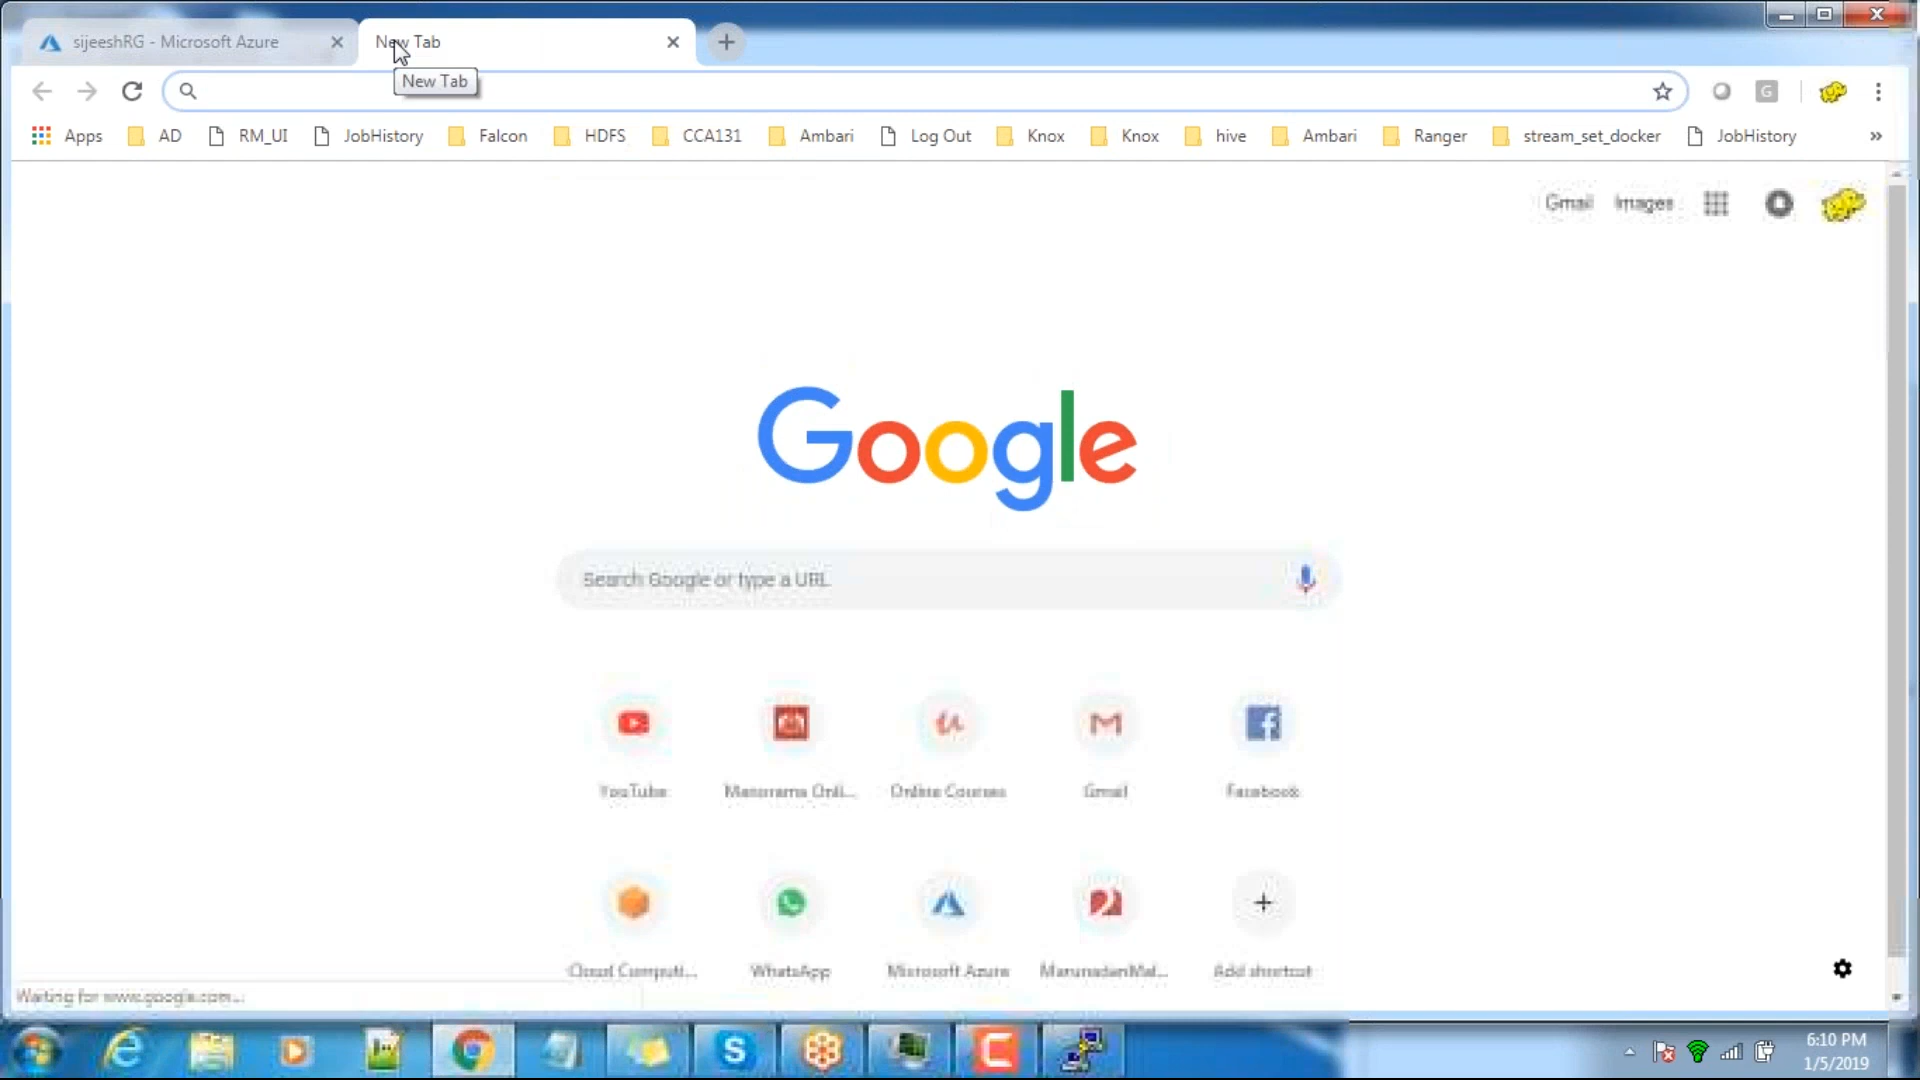 sijeeshRG - Microsoft Azure
New Tab
New Tab
Apps
AD
RM_UI
JobHistory
Falcon
HDFS
CCA131
Ambari
Log Out
Knox
Knox
hive
Ambari
Ranger
stream_set_docker
JobHistory
»
G
Gmail
Images
Google
Search Google or type a URL
YouTube
Manorama Onli...
Online Courses
Gmail
Facebook
Cloud Computi...
WhatsApp
Microsoft Azure
MarunadanMal...
Add shortcut
Waiting for www.google.com...
6:10 PM
1/5/2019